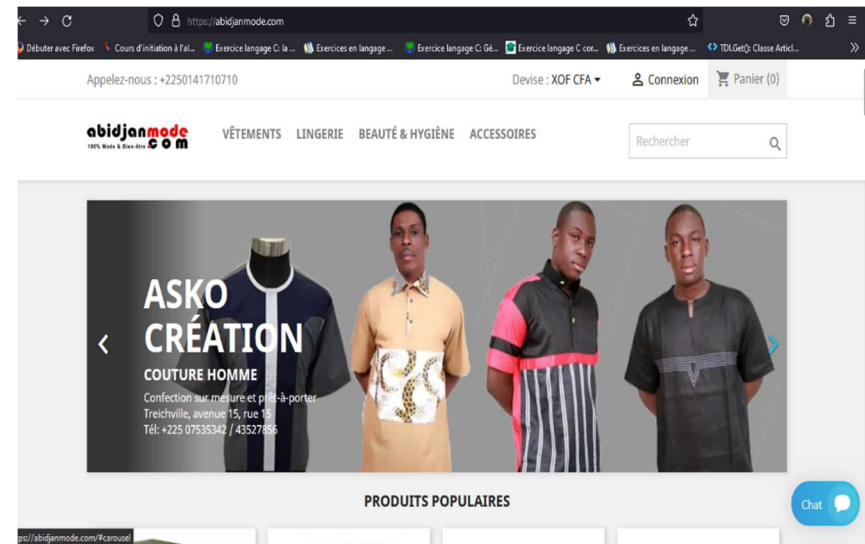 https://abidjanmode.com
Débuter avec Firefox Cours d'initiation à l'al... Exercice langage C: la ... Exercices en langage ... Exercice langage C: Gé... Exercice langage C cor... Exercices en langage ... TDI.Get(): Classe Articl...
Appelez-nous : +2250141710710 Devise : XOF CFA Connexion Panier (0)
abidjanmode
100% Mode & Bien-être .COM
VÊTEMENTS LINGERIE BEAUTÉ & HYGIÈNE ACCESSOIRES
Rechercher
ASKO
CRÉATION
COUTURE HOMME
Confection sur mesure et prêt-à-porter
Treichville, avenue 15, rue 15
Tél: +225 07535342 / 43527856
PRODUITS POPULAIRES
Chat
ps://abidjanmode.com/#carousel